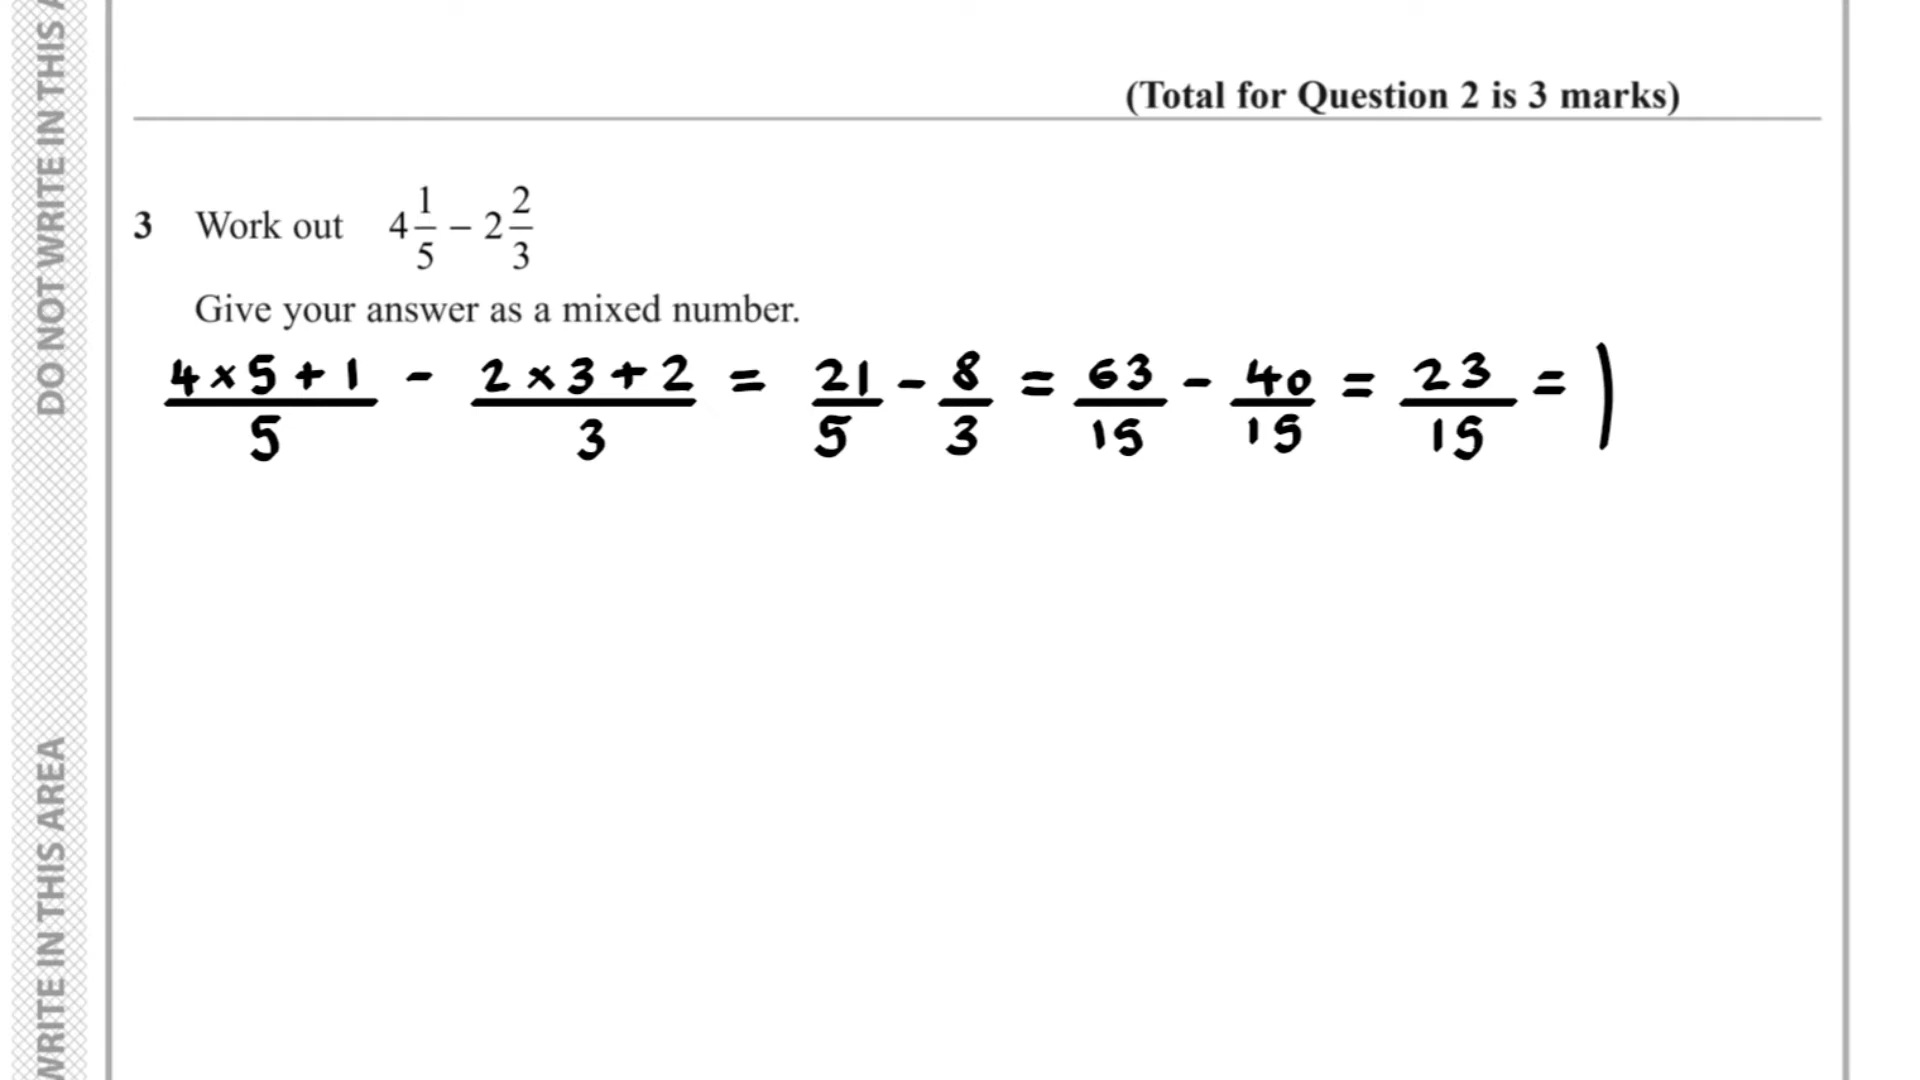 DO NOT WRITE IN THIS A
WRITE IN THIS AREA
(Total for Question 2 is 3 marks)
3 Work out 4 1/5 − 2 2/3
Give your answer as a mixed number.
4×5+1/5 - 2×3+2/3 = 21/5 - 8/3 = 63/15 - 40/15 = 23/15 = )